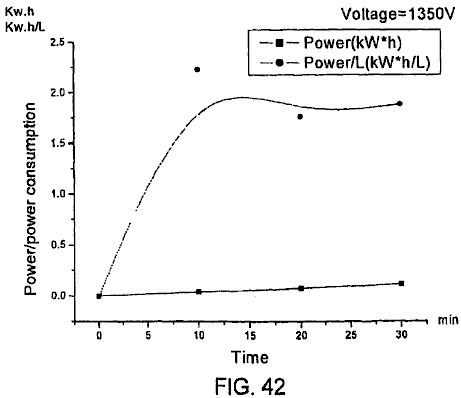 Kw.h
Kw.h/L
Voltage=1350V
Power(kW*h)
Power/L(kW*h/L)
Power/power consumption
2.5
2.0
1.5
1.0
0.5
0.0
0 5 10 15 20 25 30
min
Time
FIG. 42